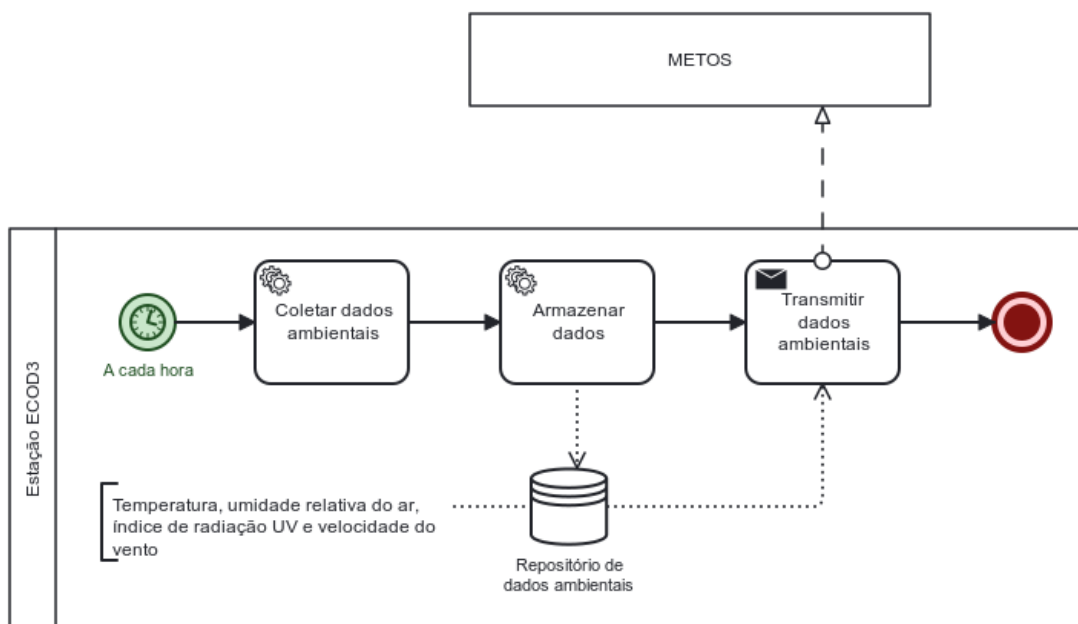 METOS
Estação ECOD3
A cada hora
Coletar dados
ambientais
Armazenar
dados
Transmitir
dados
ambientais
Temperatura, umidade relativa do ar,
índice de radiação UV e velocidade do
vento
Repositório de
dados ambientais